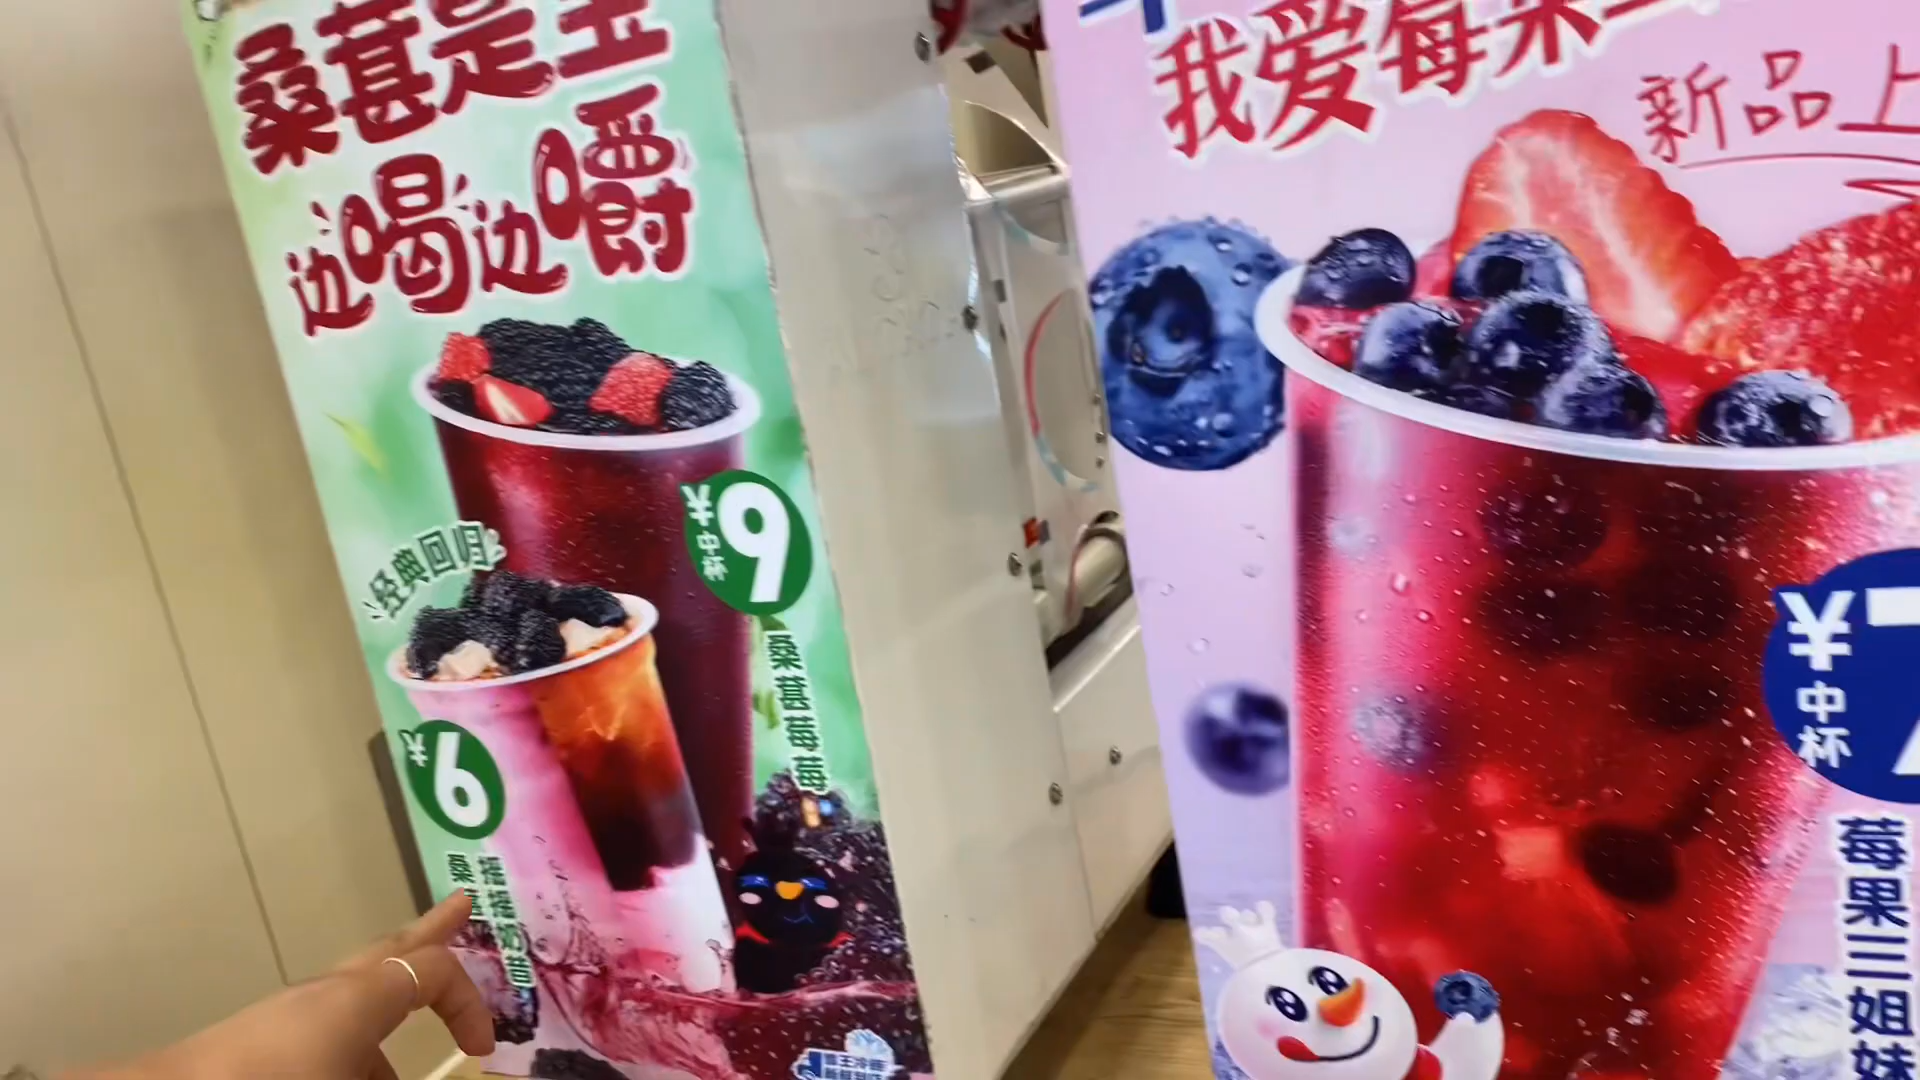 桑葚是宝
边喝边嚼
经典回归
¥9
中杯
桑葚莓莓
¥6
桑葚
摇摇奶昔
我爱莓果
新品上
¥7
中杯
莓果三姐妹